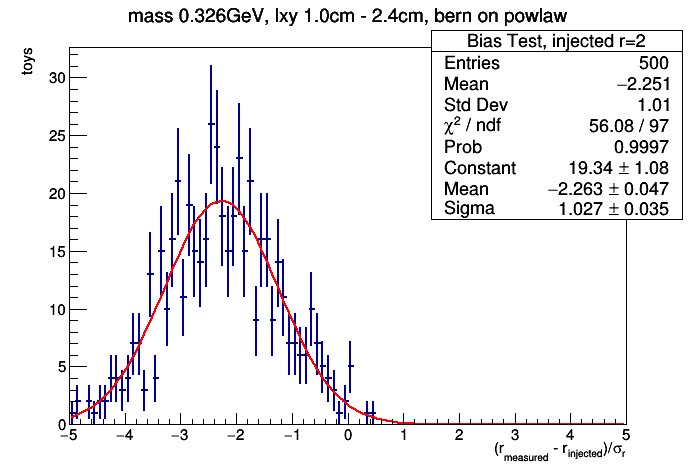 mass 0.326GeV, lxy 1.0cm - 2.4cm, bern on powlaw
Bias Test, injected r=2
Entries 500
Mean −2.251
Std Dev 1.01
χ² / ndf 56.08 / 97
Prob 0.9997
Constant 19.34 ± 1.08
Mean −2.263 ± 0.047
Sigma 1.027 ± 0.035
toys
30
25
20
15
10
5
0
−5 −4 −3 −2 −1 0 1 2 3 4 5
(r_measured - r_injected)/σ_r